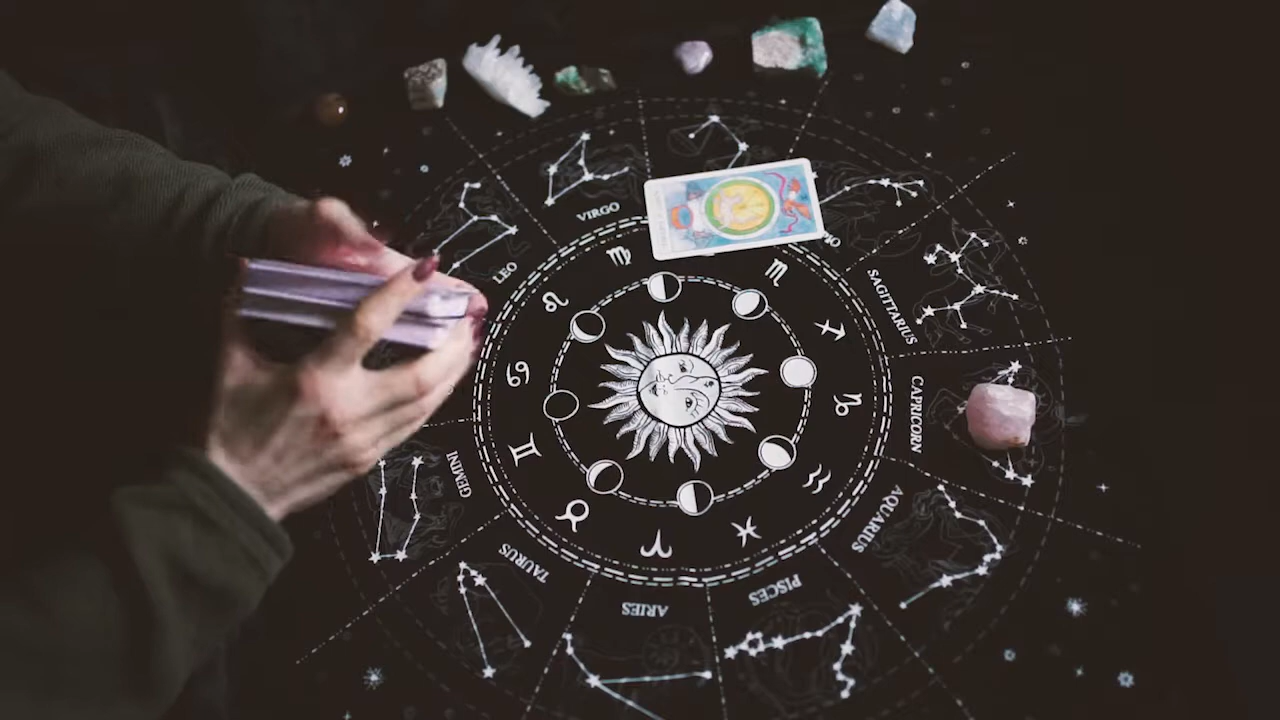 VIRGO
LEO
SAGITTARIUS
CAPRICORN
GEMINI
AQUARIUS
TAURUS
PISCES
ARIES